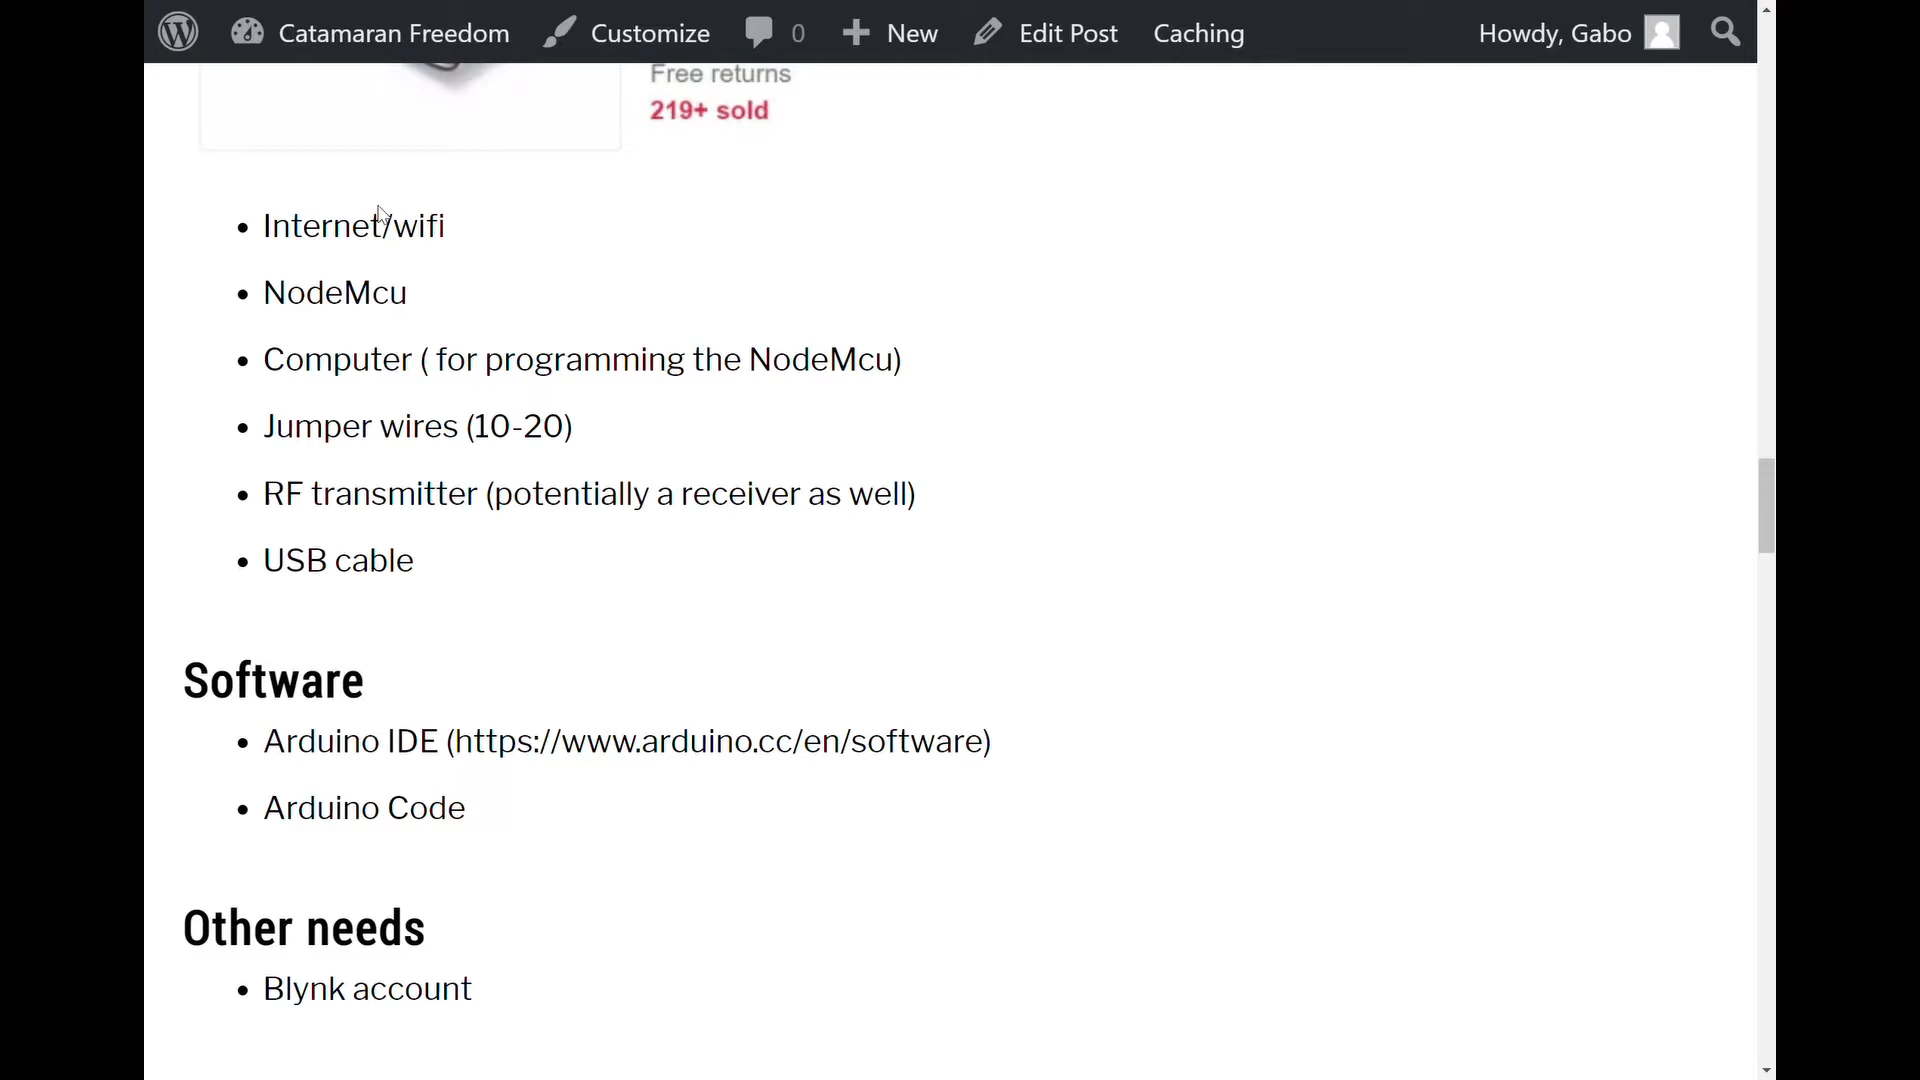 Catamaran Freedom Customize 0 New Edit Post Caching Howdy, Gabo
Free returns
219+ sold
Internet/wifi
NodeMcu
Computer ( for programming the NodeMcu)
Jumper wires (10-20)
RF transmitter (potentially a receiver as well)
USB cable
Software
Arduino IDE (https://www.arduino.cc/en/software)
Arduino Code
Other needs
Blynk account